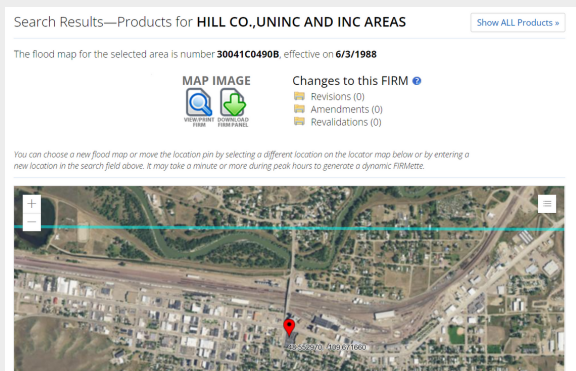 Search Results—Products for HILL CO.,UNINC AND INC AREAS
Show ALL Products »
The flood map for the selected area is number 30041C0490B, effective on 6/3/1988
MAP IMAGE
VIEW/PRINT FIRM
DOWNLOAD FIRM PANEL
Changes to this FIRM ?
Revisions (0)
Amendments (0)
Revalidations (0)
You can choose a new flood map or move the location pin by selecting a different location on the locator map below or by entering a
new location in the search field above. It may take a minute or more during peak hours to generate a dynamic FIRMette.
+
−